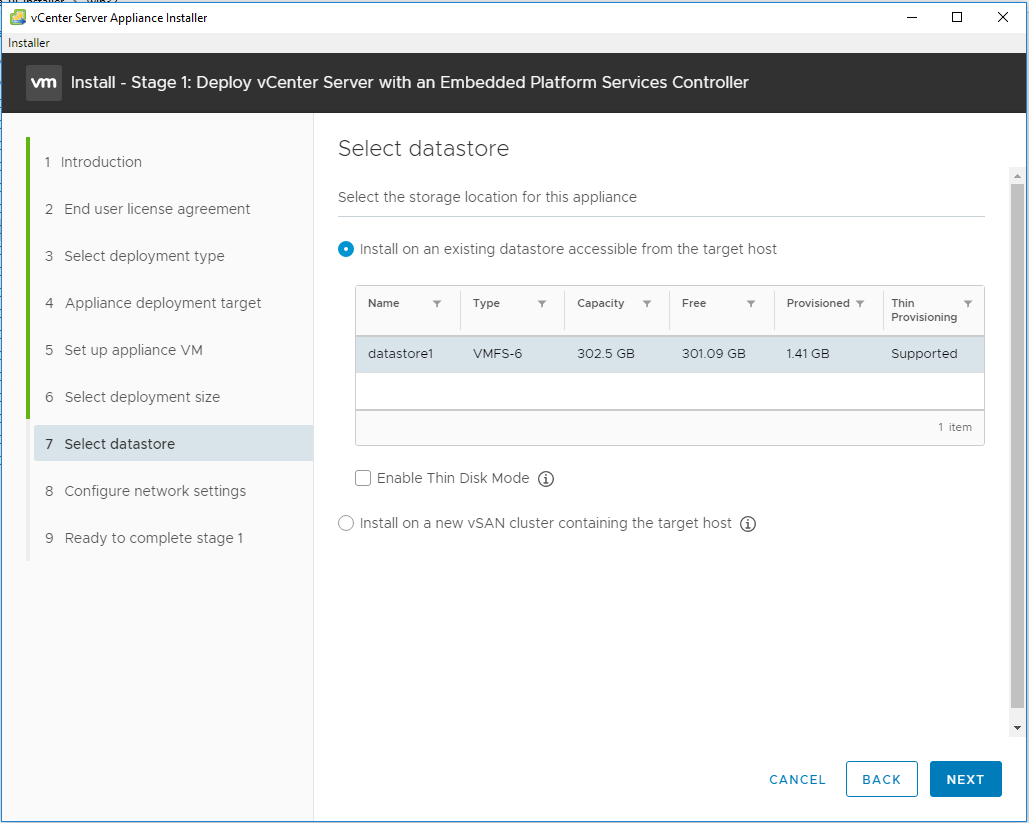 vCenter Server Appliance Installer
Installer
vm Install - Stage 1: Deploy vCenter Server with an Embedded Platform Services Controller
1 Introduction
2 End user license agreement
3 Select deployment type
4 Appliance deployment target
5 Set up appliance VM
6 Select deployment size
7 Select datastore
8 Configure network settings
9 Ready to complete stage 1
Select datastore
Select the storage location for this appliance
Install on an existing datastore accessible from the target host
Name Type Capacity Free Provisioned Thin Provisioning
datastore1 VMFS-6 302.5 GB 301.09 GB 1.41 GB Supported
1 item
Enable Thin Disk Mode
Install on a new vSAN cluster containing the target host
CANCEL BACK NEXT